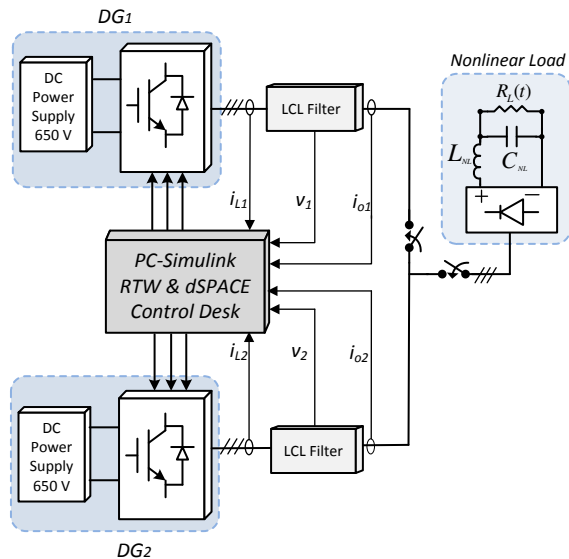 DG1
DC
Power
Supply
650 V
LCL Filter
Nonlinear Load
RL(t)
LNL
CNL
+
−
iL1
v1
io1
PC-Simulink
RTW & dSPACE
Control Desk
iL2
v2
io2
DC
Power
Supply
650 V
LCL Filter
DG2